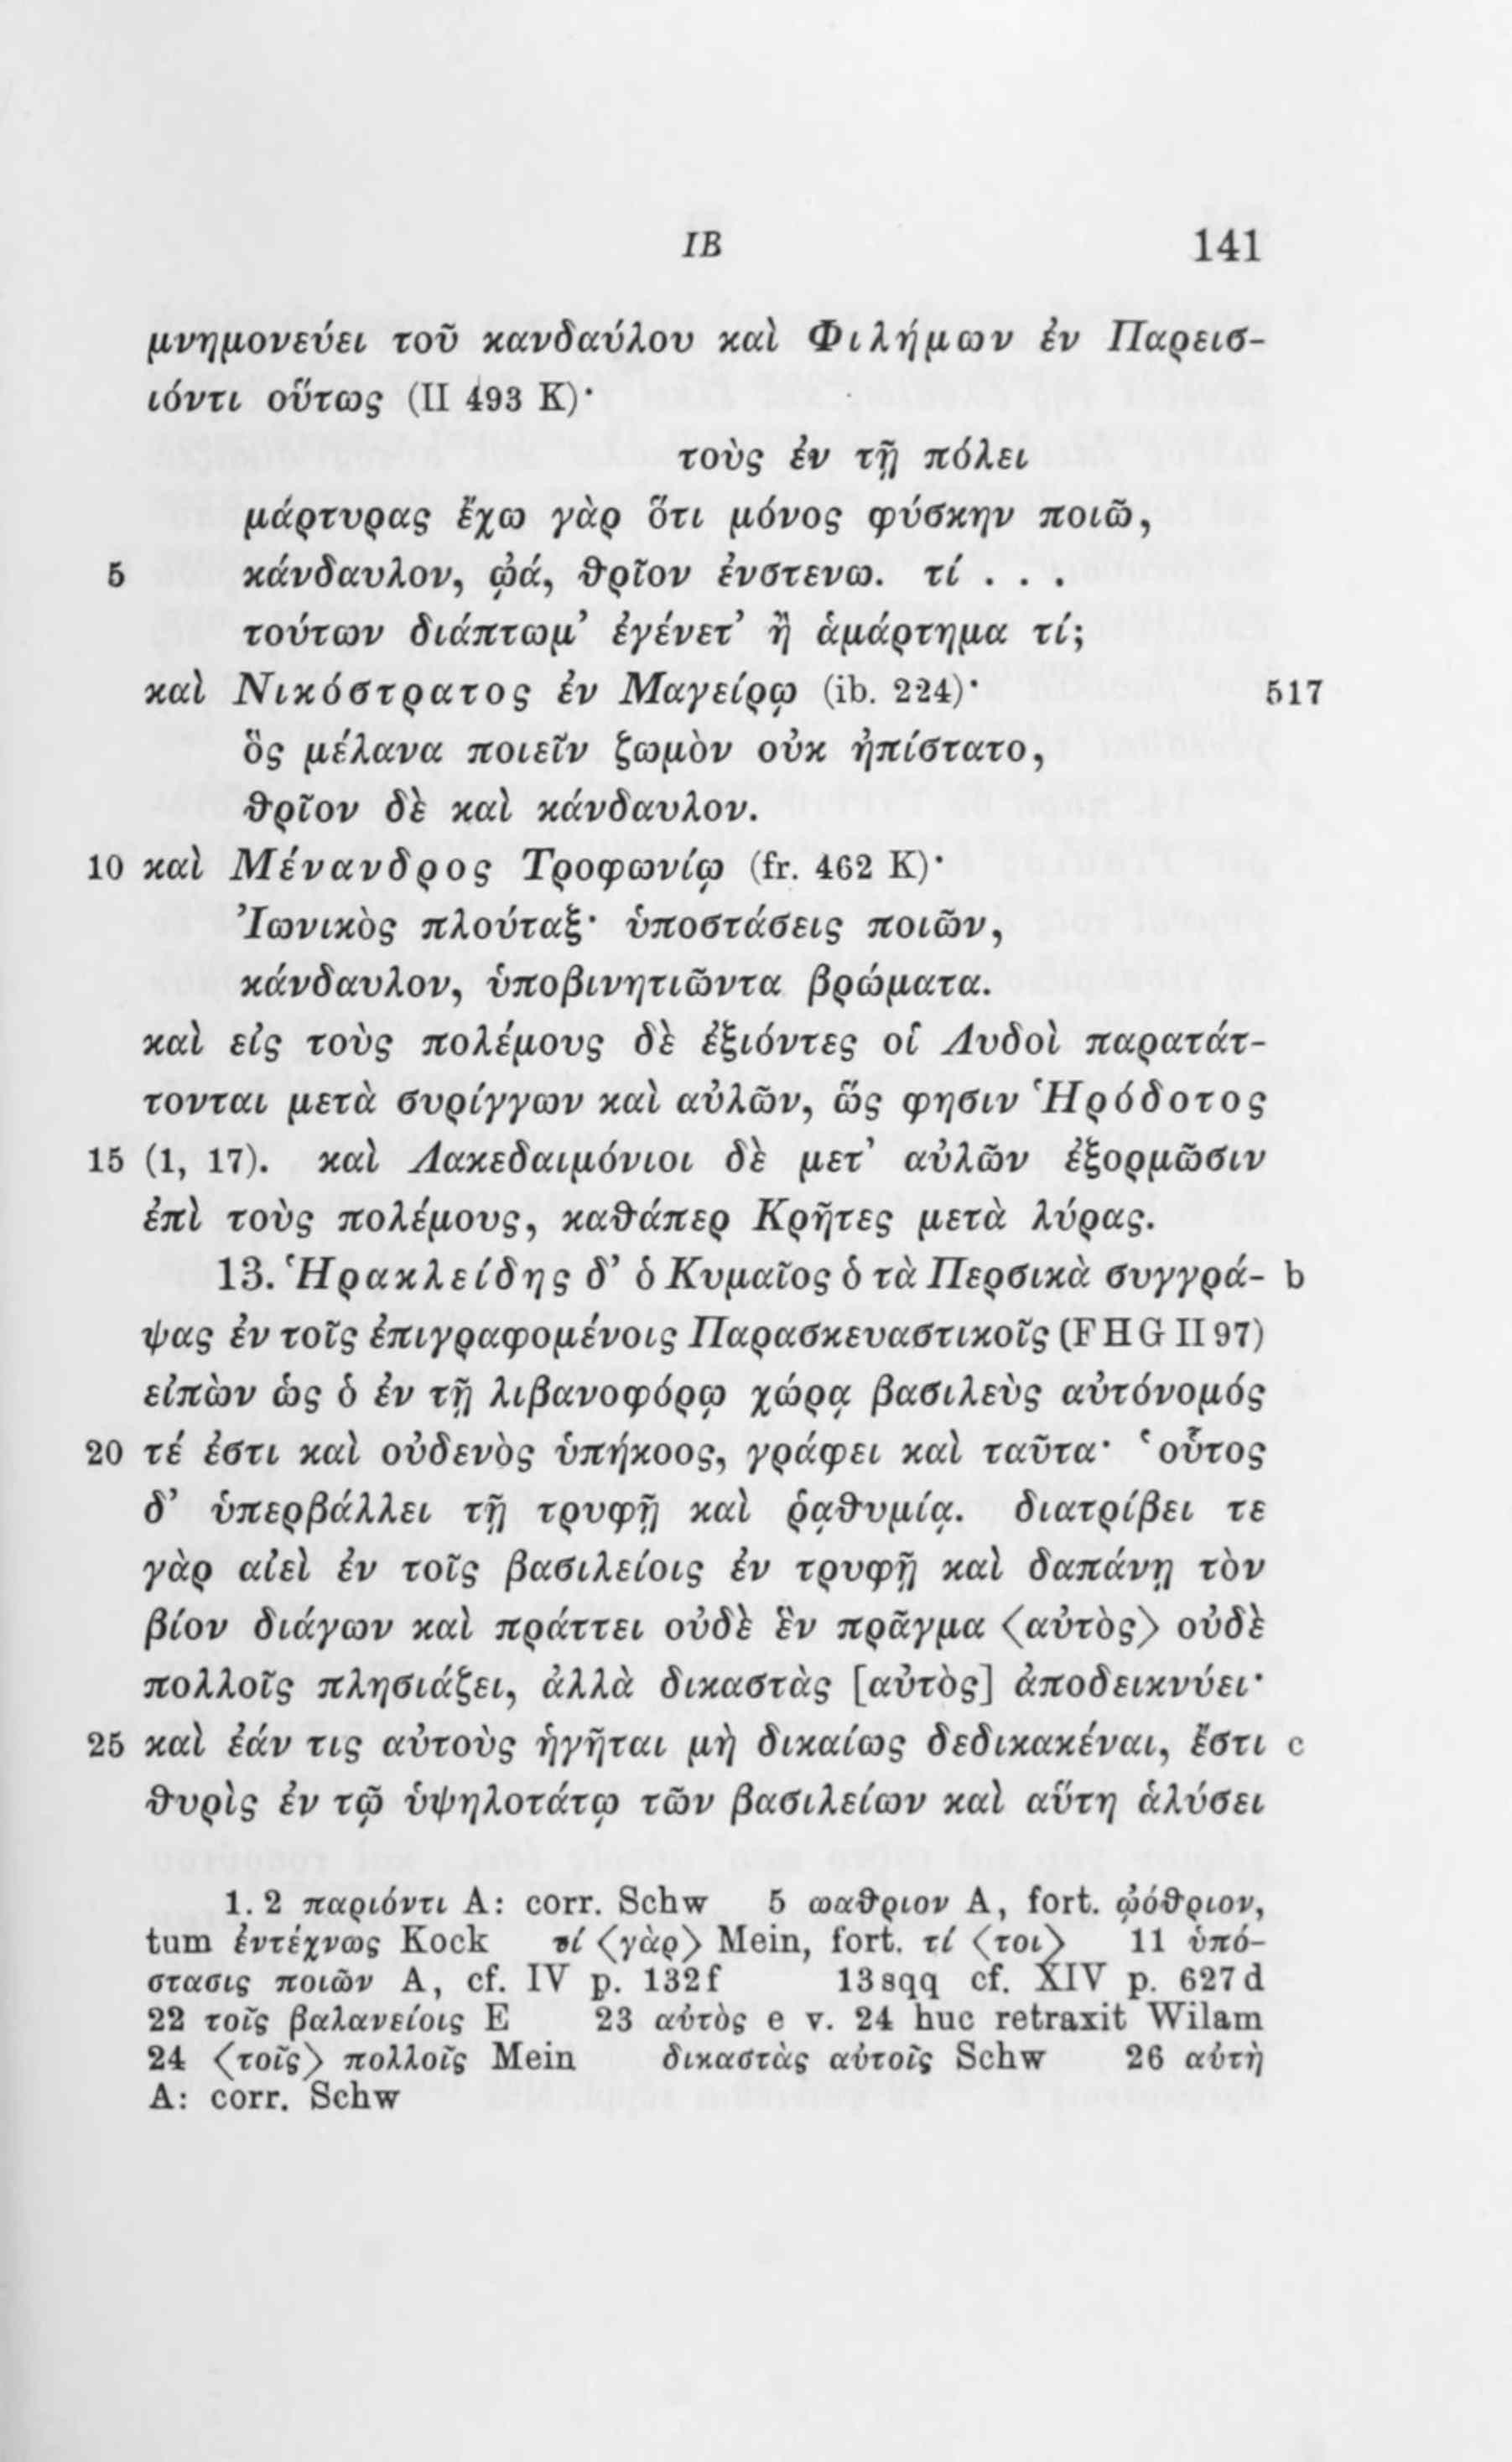 IB 141
μνημονεύει τοῦ κανδαύλου καὶ Φιλήμων ἐν Παρεισ-
ιόντι οὕτως (II 493 K)·
τοὺς ἐν τῇ πόλει
μάρτυρας ἔχω γὰρ ὅτι μόνος φύσκην ποιῶ,
5 κάνδαυλον, ᾠά, θρῖον ἐνστενω. τί . . .
τούτων διάπτωμ’ ἐγένετ’ ἢ ἁμάρτημα τί;
καὶ Νικόστρατος ἐν Μαγείρῳ (ib. 224)· 517
ὃς μέλανα ποιεῖν ζωμὸν οὐκ ἠπίστατο,
θρῖον δὲ καὶ κάνδαυλον.
10 καὶ Μένανδρος Τροφωνίῳ (fr. 462 K)·
Ἰωνικὸς πλούταξ· ὑποστάσεις ποιῶν,
κάνδαυλον, ὑποβινητιῶντα βρώματα.
καὶ εἰς τοὺς πολέμους δὲ ἐξιόντες οἱ Λυδοὶ παρατάτ-
τονται μετὰ συρίγγων καὶ αὐλῶν, ὥς φησιν Ἡρόδοτος
15 (1, 17). καὶ Λακεδαιμόνιοι δὲ μετ’ αὐλῶν ἐξορμῶσιν
ἐπὶ τοὺς πολέμους, καθάπερ Κρῆτες μετὰ λύρας.
13. Ἡρακλείδης δ’ ὁ Κυμαῖος ὁ τὰ Περσικὰ συγγρά- b
ψας ἐν τοῖς ἐπιγραφομένοις Παρασκευαστικοῖς (FHG II 97)
εἰπὼν ὡς ὁ ἐν τῇ λιβανοφόρῳ χώρᾳ βασιλεὺς αὐτόνομός
20 τέ ἐστι καὶ οὐδενὸς ὑπήκοος, γράφει καὶ ταῦτα· ‘οὗτος
δ’ ὑπερβάλλει τῇ τρυφῇ καὶ ῥᾳθυμίᾳ. διατρίβει τε
γὰρ αἰεὶ ἐν τοῖς βασιλείοις ἐν τρυφῇ καὶ δαπάνῃ τὸν
βίον διάγων καὶ πράττει οὐδὲ ἓν πρᾶγμα ⟨αὐτὸς⟩ οὐδὲ
πολλοῖς πλησιάζει, ἀλλὰ δικαστὰς [αὐτὸς] ἀποδεικνύει·
25 καὶ ἐάν τις αὐτοὺς ἡγῆται μὴ δικαίως δεδικακέναι, ἔστι c
θυρὶς ἐν τῷ ὑψηλοτάτῳ τῶν βασιλείων καὶ αὕτη ἁλύσει
1. 2 παριόντι A: corr. Schw 5 ωαθριον A, fort. ᾠόθριον,
tum ἐντέχνως Kock τί ⟨γὰρ⟩ Mein, fort. τί ⟨τοι⟩ 11 ὑπό-
στασις ποιῶν A, cf. IV p. 132f 13sqq cf. XIV p. 627d
22 τοῖς βαλανείοις E 23 αὐτὸς e v. 24 huc retraxit Wilam
24 ⟨τοῖς⟩ πολλοῖς Mein δικαστὰς αὐτοῖς Schw 26 αὐτὴ
A: corr. Schw